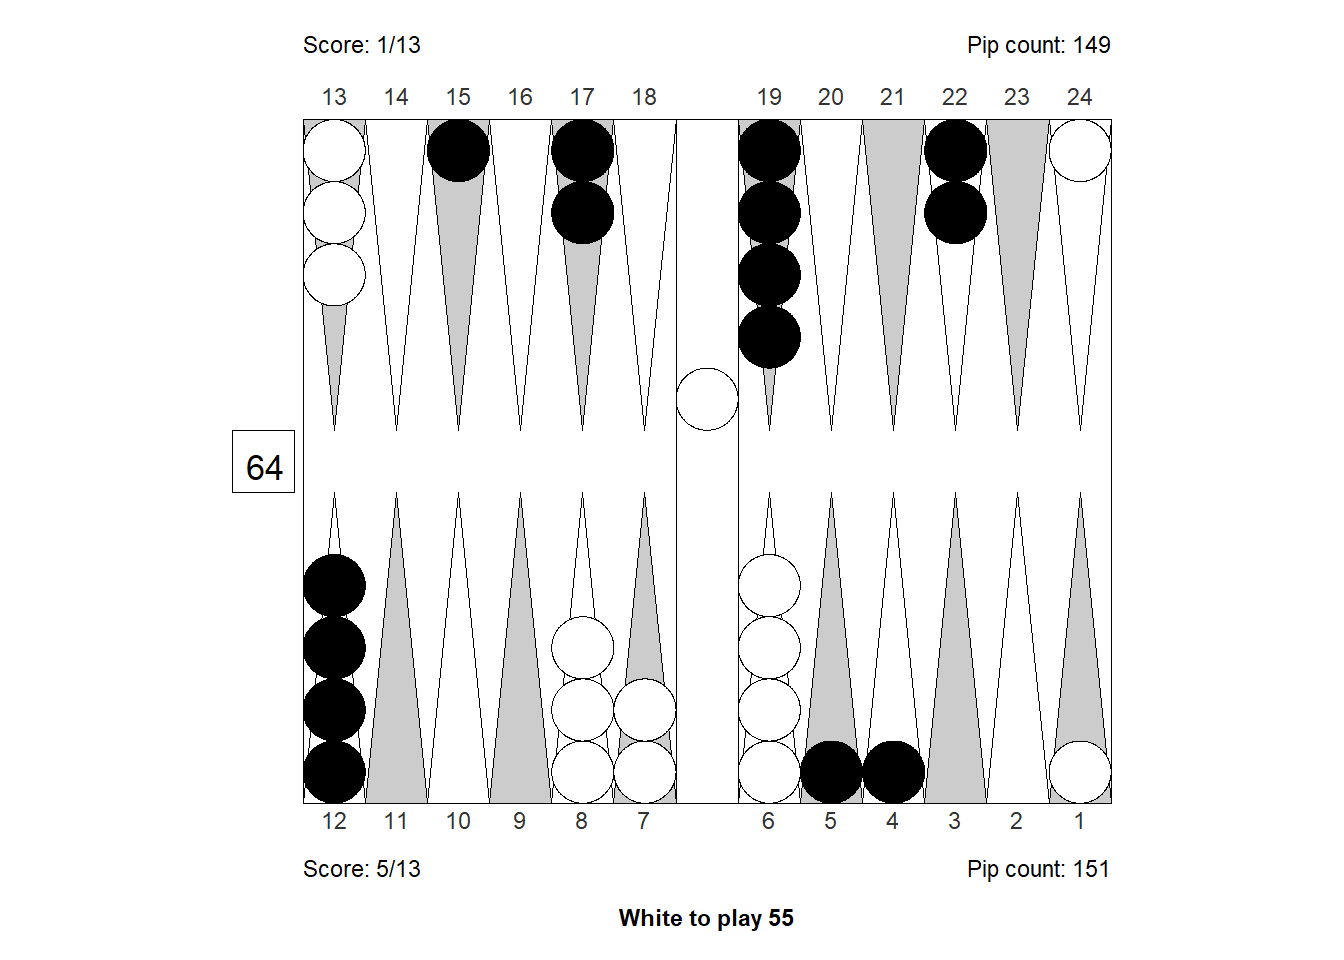 Score: 1/13 Pip count: 149
13 14 15 16 17 18 19 20 21 22 23 24
64
12 11 10 9 8 7 6 5 4 3 2 1
Score: 5/13 Pip count: 151
White to play 55